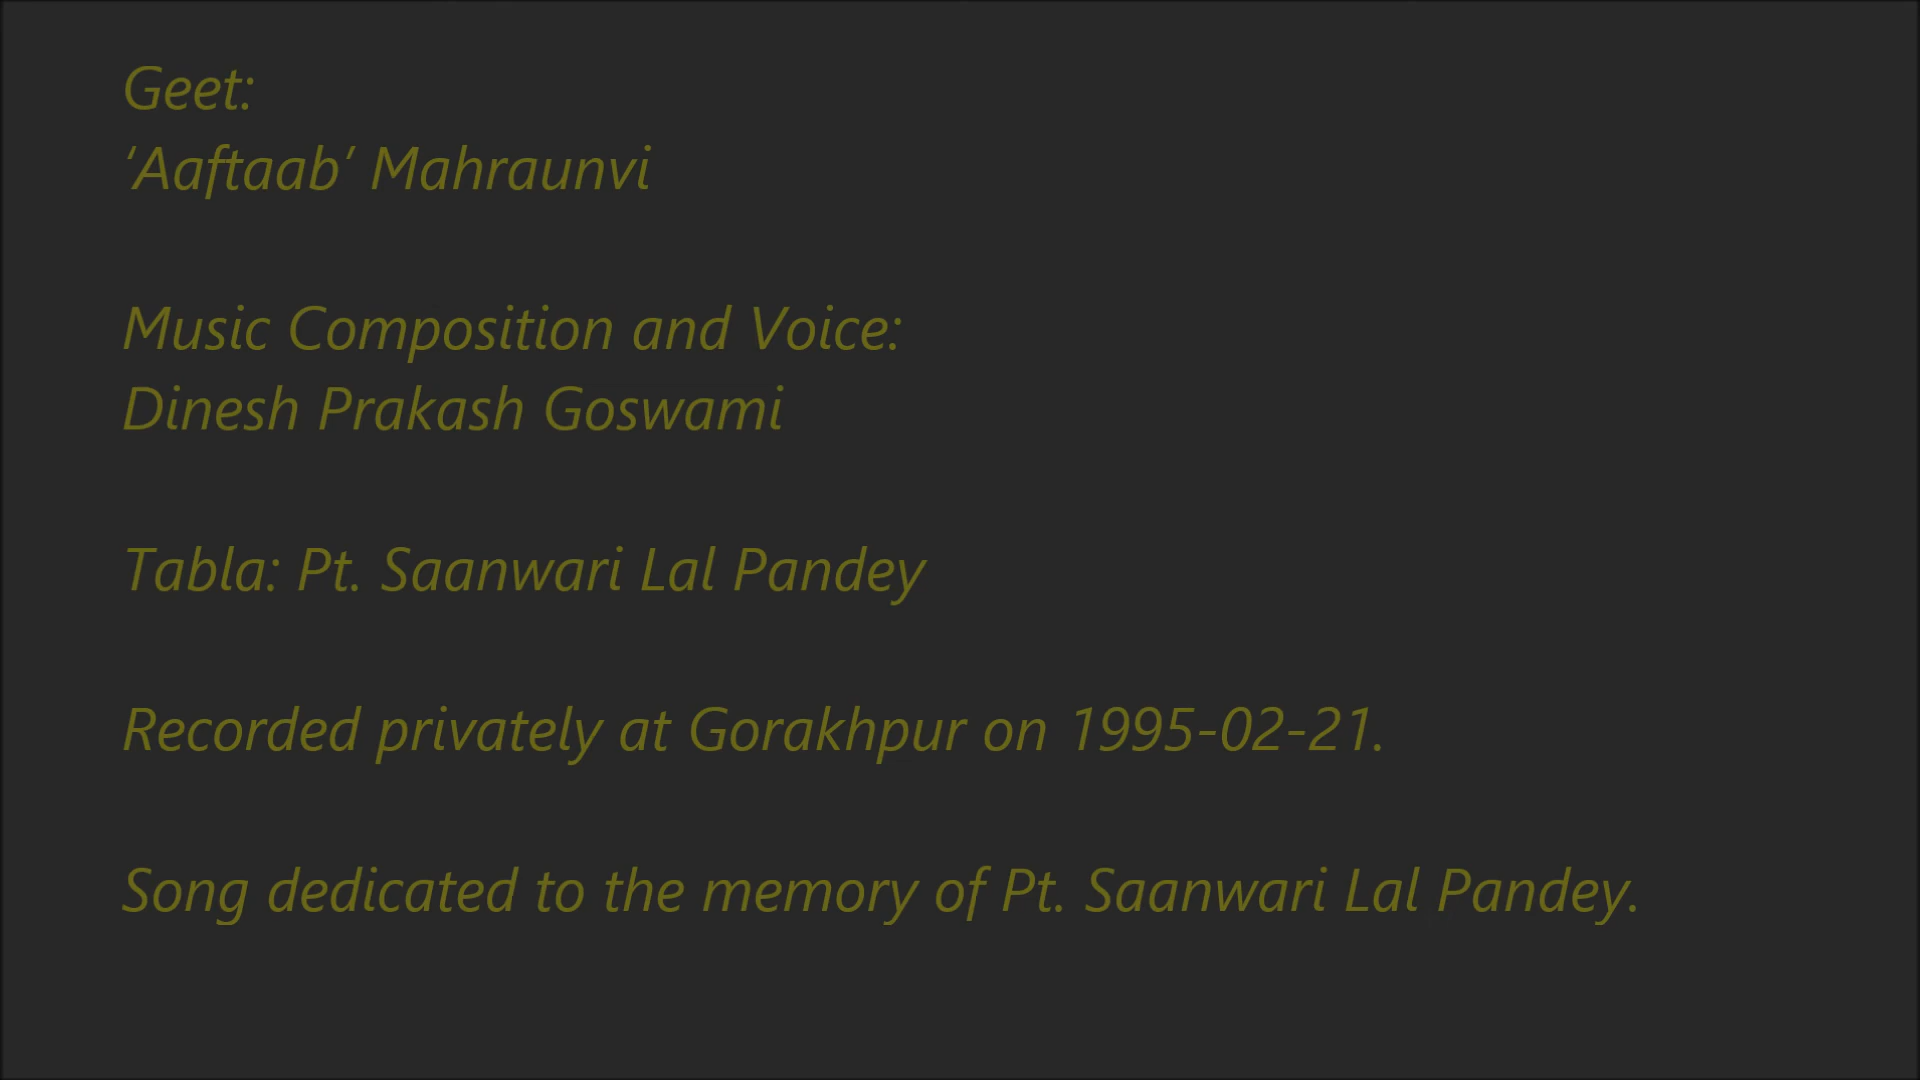 Geet:
‘Aaftaab’ Mahraunvi
Music Composition and Voice:
Dinesh Prakash Goswami
Tabla: Pt. Saanwari Lal Pandey
Recorded privately at Gorakhpur on 1995-02-21.
Song dedicated to the memory of Pt. Saanwari Lal Pandey.